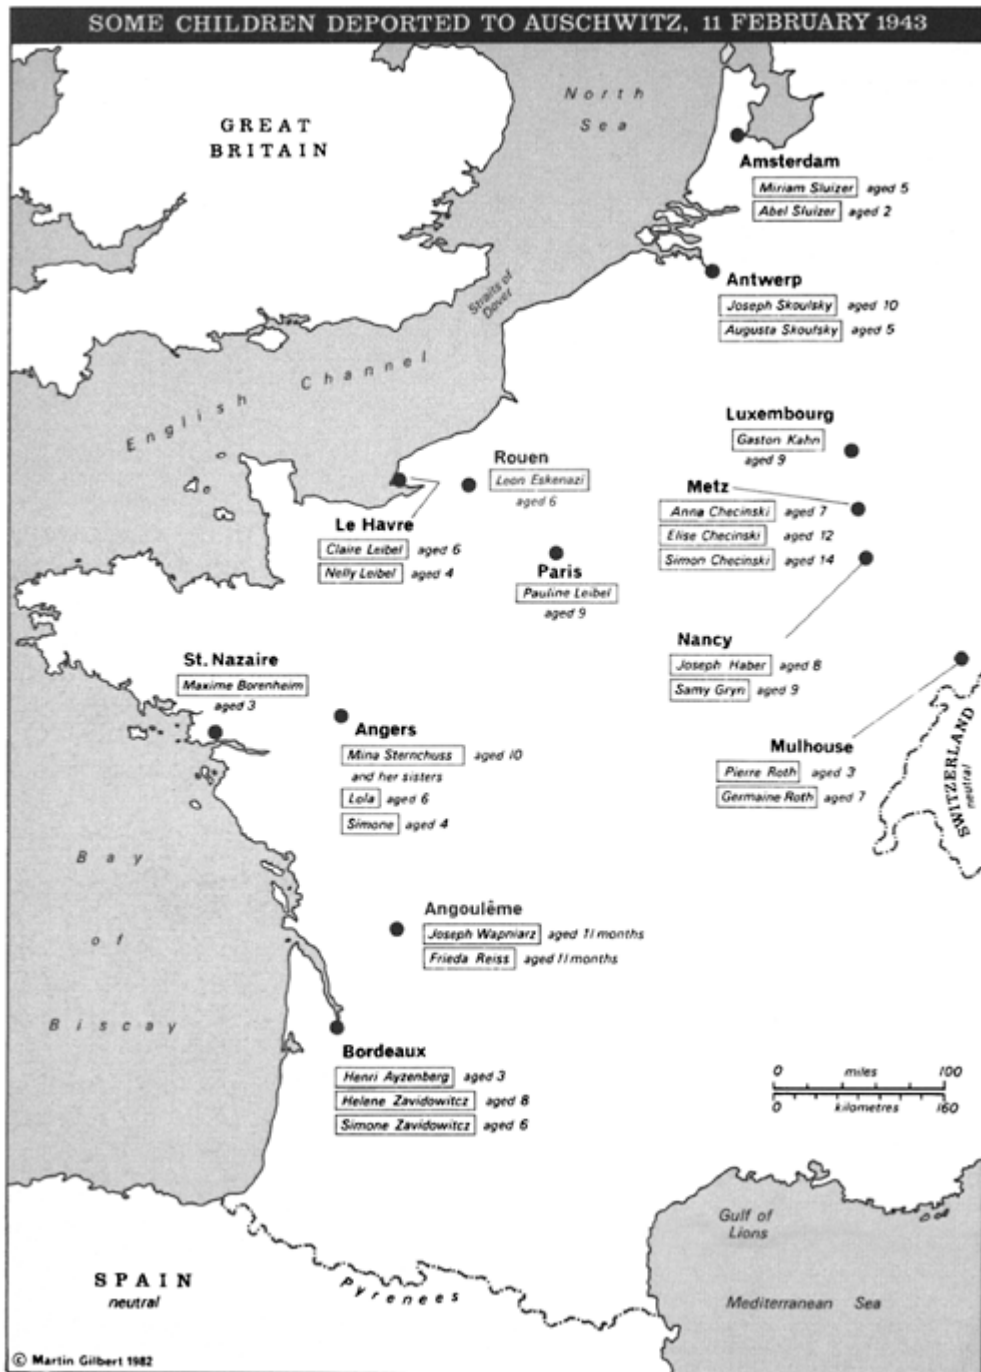 SOME CHILDREN DEPORTED TO AUSCHWITZ, 11 FEBRUARY 1943
North
Sea
GREAT
BRITAIN
Amsterdam
Miriam Sluizer aged 5
Abel Sluizer aged 2
Straits of
Dover
Antwerp
Joseph Skoulsky aged 10
Augusta Skoulsky aged 5
English Channel
Luxembourg
Gaston Kahn
aged 9
Rouen
Leon Eskenazi
aged 6
Metz
Anna Checinski aged 7
Elise Checinski aged 12
Simon Checinski aged 14
Le Havre
Claire Leibel aged 6
Nelly Leibel aged 4
Paris
Pauline Leibel
aged 9
Nancy
Joseph Haber aged 8
Samy Gryn aged 9
St. Nazaire
Maxime Borenheim
aged 3
Angers
Mina Sternchuss aged 10
and her sisters
Lola aged 6
Simone aged 4
Mulhouse
Pierre Roth aged 3
Germaine Roth aged 7
SWITZERLAND
neutral
Bay
of
Biscay
Angoulême
Joseph Wapniarz aged 11 months
Frieda Reiss aged 11 months
Bordeaux
Henri Ayzenberg aged 3
Helene Zavidowitcz aged 8
Simone Zavidowitcz aged 6
0 miles 100
0 kilometres 160
Gulf of
Lions
Mediterranean Sea
SPAIN
neutral
Pyrenees
© Martin Gilbert 1982